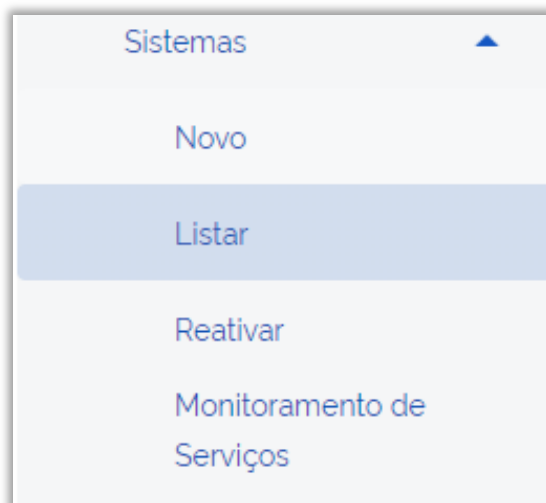 Sistemas
Novo
Listar
Reativar
Monitoramento de
Serviços